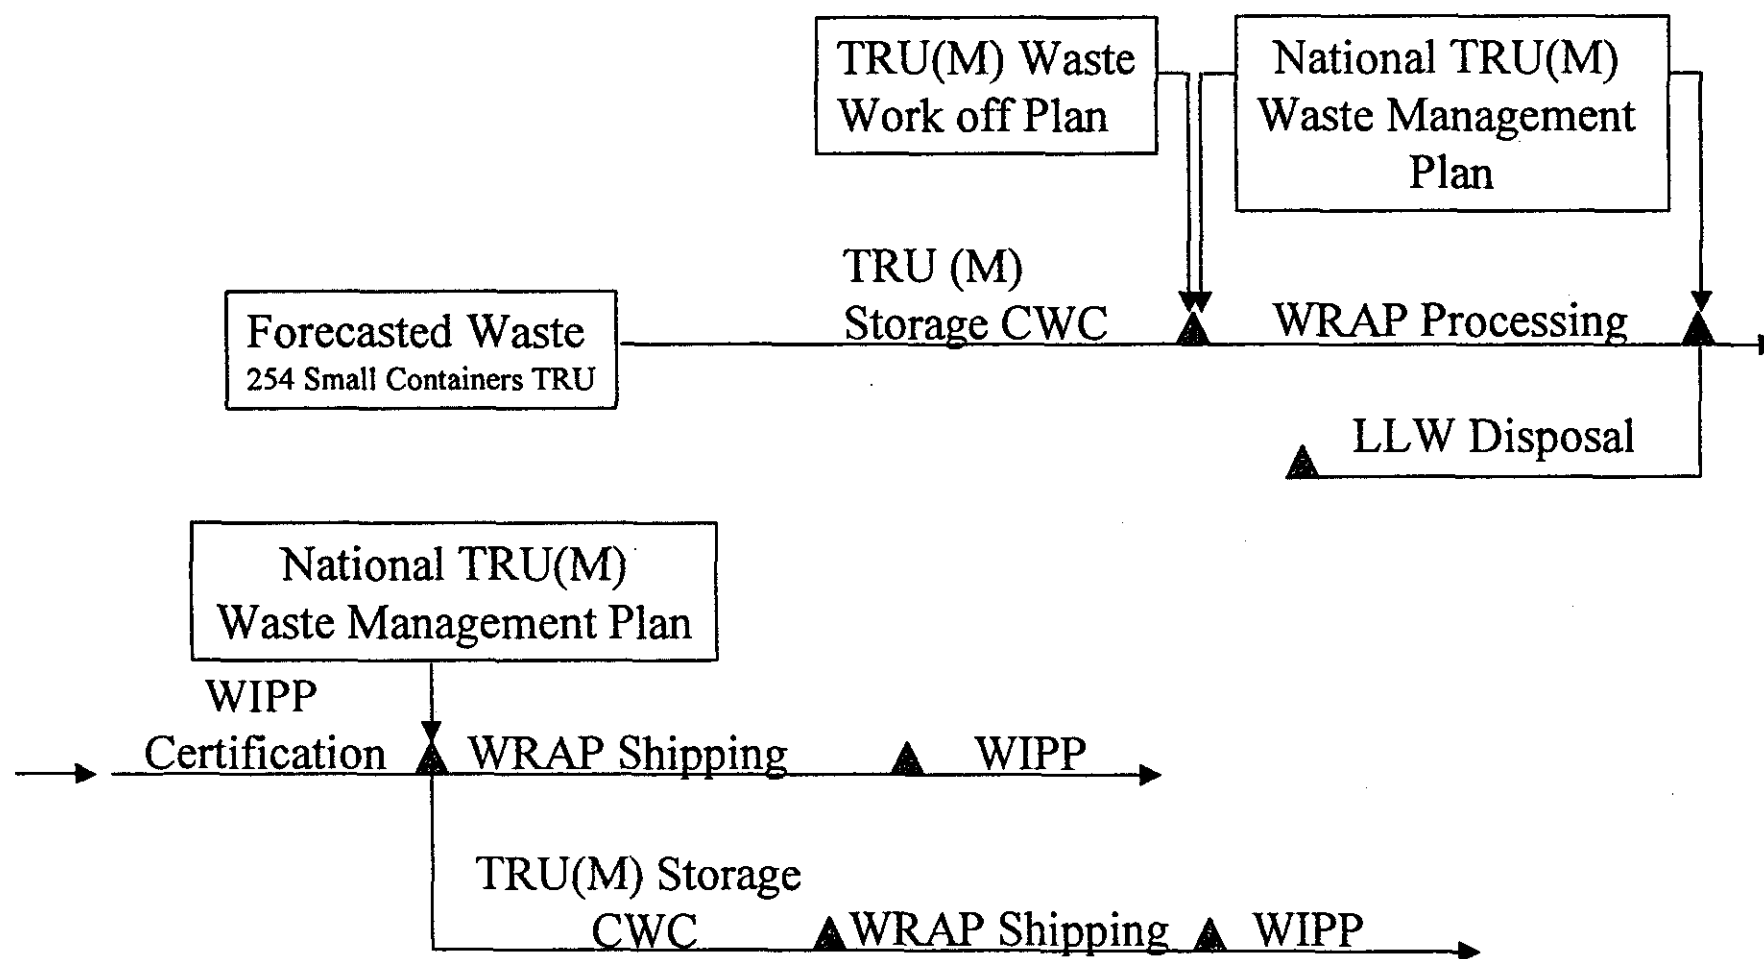 TRU(M) Waste
Work off Plan
National TRU(M)
Waste Management
Plan
TRU (M)
Storage CWC
WRAP Processing
Forecasted Waste
254 Small Containers TRU
LLW Disposal
National TRU(M)
Waste Management Plan
WIPP
Certification
WRAP Shipping
WIPP
TRU(M) Storage
CWC
WRAP Shipping
WIPP